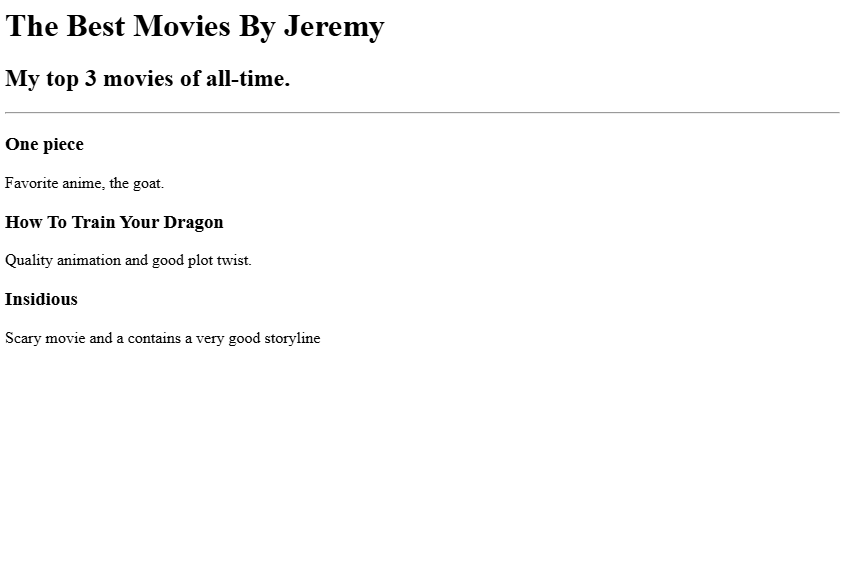 The Best Movies By Jeremy
My top 3 movies of all-time.
One piece
Favorite anime, the goat.
How To Train Your Dragon
Quality animation and good plot twist.
Insidious
Scary movie and a contains a very good storyline